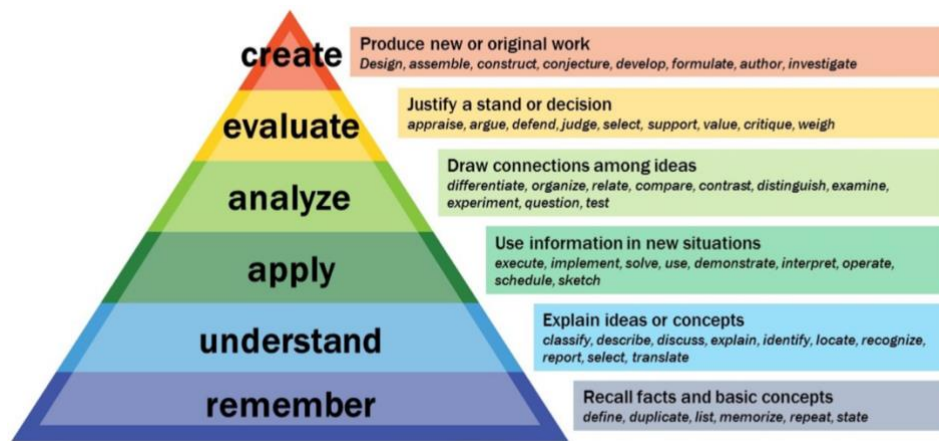 create
Produce new or original work
Design, assemble, construct, conjecture, develop, formulate, author, investigate
evaluate
Justify a stand or decision
appraise, argue, defend, judge, select, support, value, critique, weigh
analyze
Draw connections among ideas
differentiate, organize, relate, compare, contrast, distinguish, examine,
experiment, question, test
apply
Use information in new situations
execute, implement, solve, use, demonstrate, interpret, operate,
schedule, sketch
understand
Explain ideas or concepts
classify, describe, discuss, explain, identify, locate, recognize,
report, select, translate
remember
Recall facts and basic concepts
define, duplicate, list, memorize, repeat, state